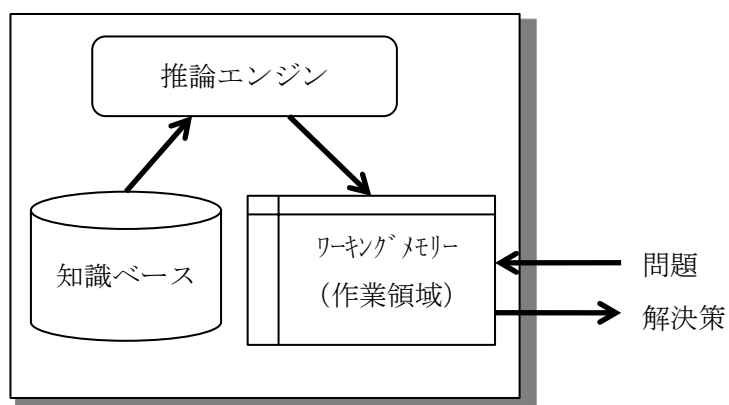 推論エンジン
知識ベース
ﾜｰｷﾝｸﾞﾒﾓﾘｰ
（作業領域）
問題
解決策